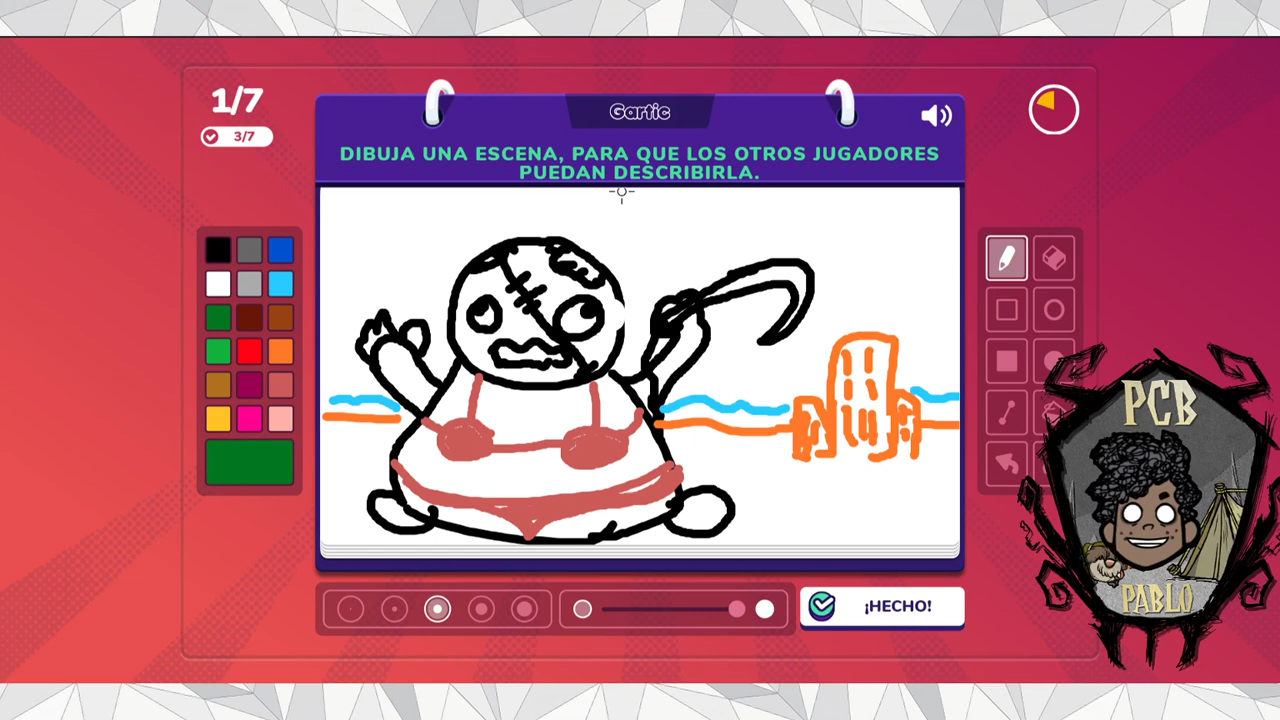 1/7
3/7
Gartic
DIBUJA UNA ESCENA, PARA QUE LOS OTROS JUGADORES
PUEDAN DESCRIBIRLA.
PCB
PABLO
¡HECHO!